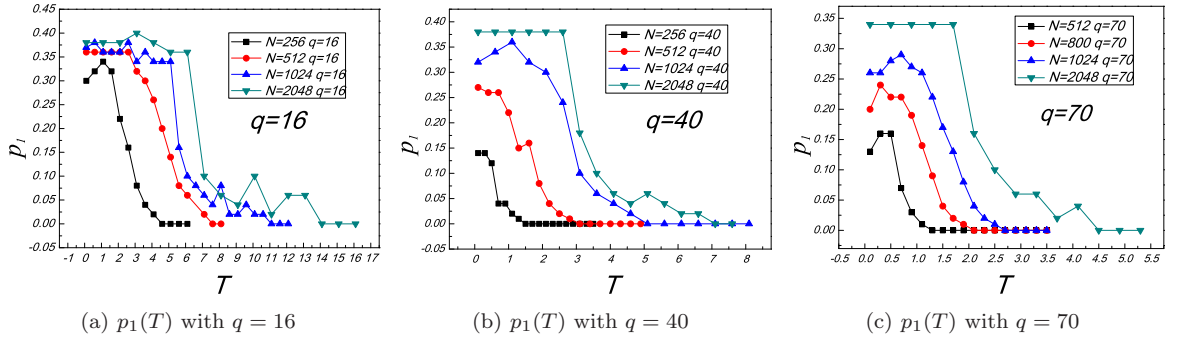 0.45
0.40
0.35
0.30
0.25
0.20
0.15
0.10
0.05
0.00
-0.05
p₁
N=256 q=16
N=512 q=16
N=1024 q=16
N=2048 q=16
q=16
-1 0 1 2 3 4 5 6 7 8 9 10 11 12 13 14 15 16 17
T
(a) p₁(T) with q = 16
0.40
0.35
0.30
0.25
0.20
0.15
0.10
0.05
0.00
-0.05
p₁
N=256 q=40
N=512 q=40
N=1024 q=40
N=2048 q=40
q=40
0 1 2 3 4 5 6 7 8
T
(b) p₁(T) with q = 40
0.35
0.30
0.25
0.20
0.15
0.10
0.05
0.00
p₁
N=512 q=70
N=800 q=70
N=1024 q=70
N=2048 q=70
q=70
-0.5 0.0 0.5 1.0 1.5 2.0 2.5 3.0 3.5 4.0 4.5 5.0 5.5
T
(c) p₁(T) with q = 70